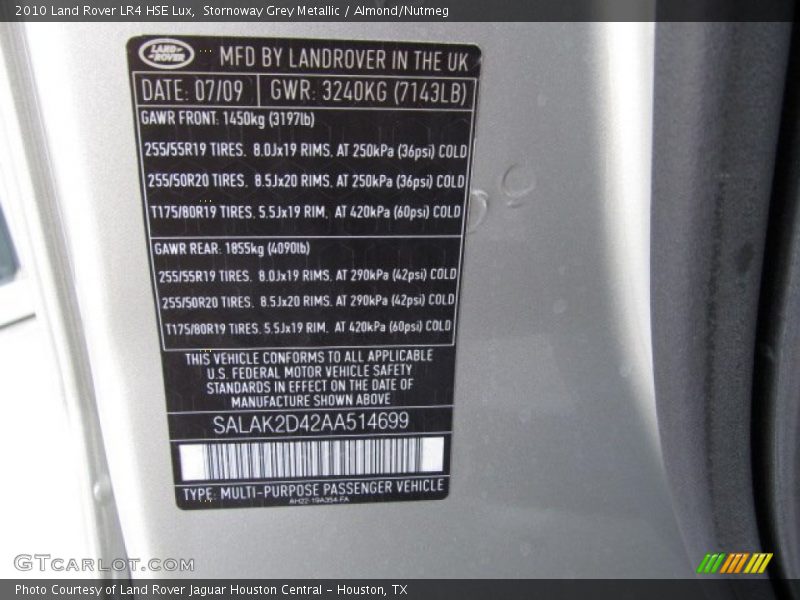 2010 Land Rover LR4 HSE Lux, Stornoway Grey Metallic / Almond/Nutmeg
LAND-ROVER
MFD BY LANDROVER IN THE UK
DATE: 07/09 GWR: 3240KG (7143LB)
GAWR FRONT: 1450kg (3197lb)
255/55R19 TIRES. 8.0Jx19 RIMS. AT 250kPa (36psi) COLD
255/50R20 TIRES. 8.5Jx20 RIMS. AT 250kPa (36psi) COLD
T175/80R19 TIRES. 5.5Jx19 RIM. AT 420kPa (60psi) COLD
GAWR REAR: 1855kg (4090lb)
255/55R19 TIRES. 8.0Jx19 RIMS. AT 290kPa (42psi) COLD
255/50R20 TIRES. 8.5Jx20 RIMS. AT 290kPa (42psi) COLD
T175/80R19 TIRES. 5.5Jx19 RIM. AT 420kPa (60psi) COLD
THIS VEHICLE CONFORMS TO ALL APPLICABLE
U.S. FEDERAL MOTOR VEHICLE SAFETY
STANDARDS IN EFFECT ON THE DATE OF
MANUFACTURE SHOWN ABOVE
SALAK2D42AA514699
TYPE: MULTI-PURPOSE PASSENGER VEHICLE
AH22-19A354-FA
GTCarLot.com
Photo Courtesy of Land Rover Jaguar Houston Central - Houston, TX